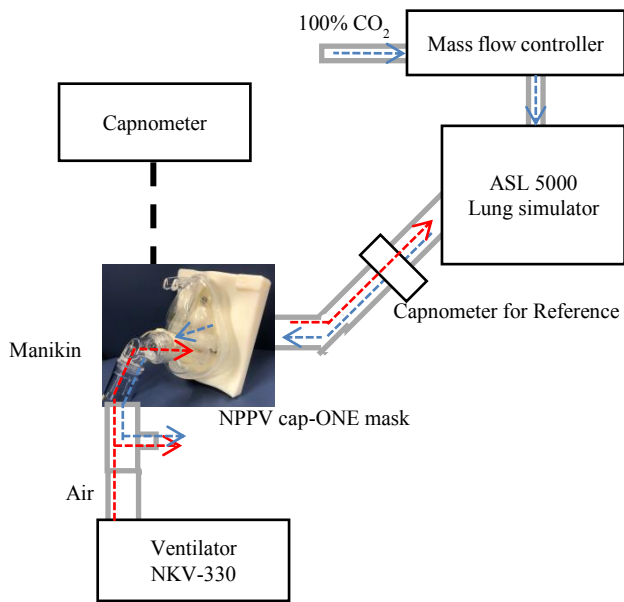 100% CO₂
Mass flow controller
Capnometer
ASL 5000
Lung simulator
Capnometer for Reference
Manikin
NPPV cap-ONE mask
Air
Ventilator
NKV-330